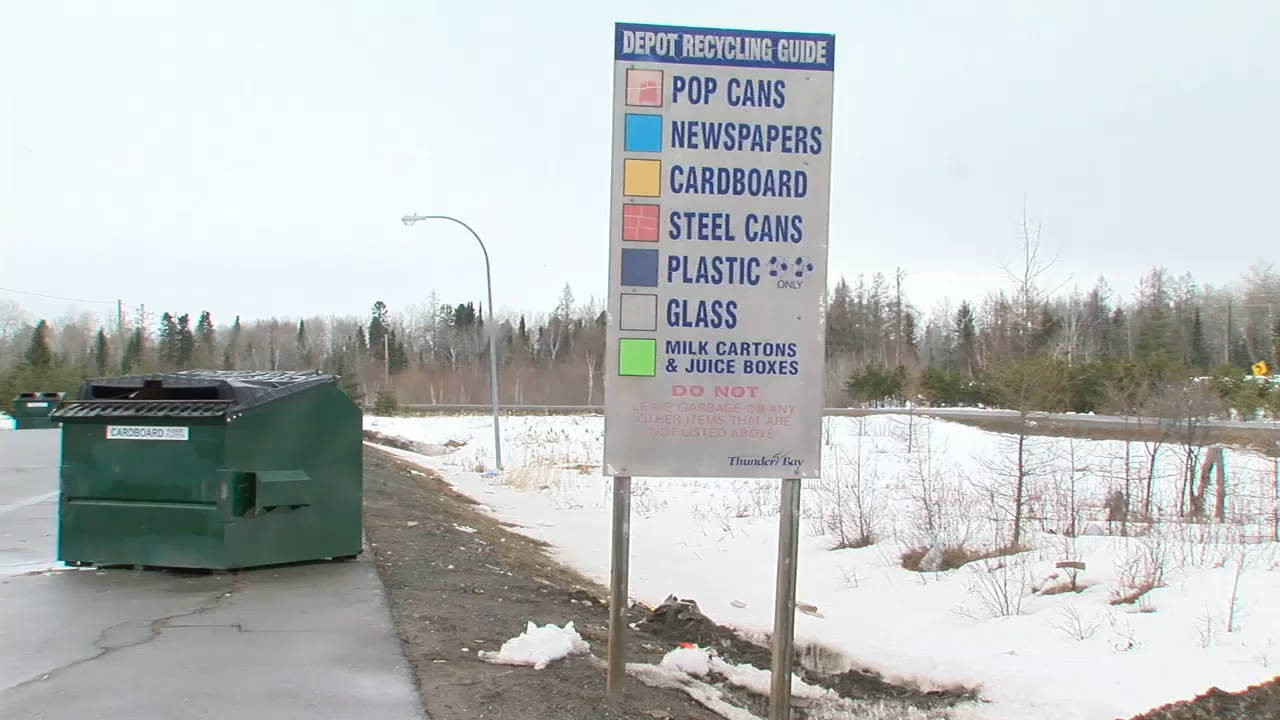 DEPOT RECYCLING GUIDE
POP CANS
NEWSPAPERS
CARDBOARD
STEEL CANS
PLASTIC
ONLY
GLASS
MILK CARTONS
& JUICE BOXES
DO NOT
LEAVE GARBAGE OR ANY
OTHER ITEMS THAT ARE
NOT LISTED ABOVE
Thunder Bay
CARDBOARD